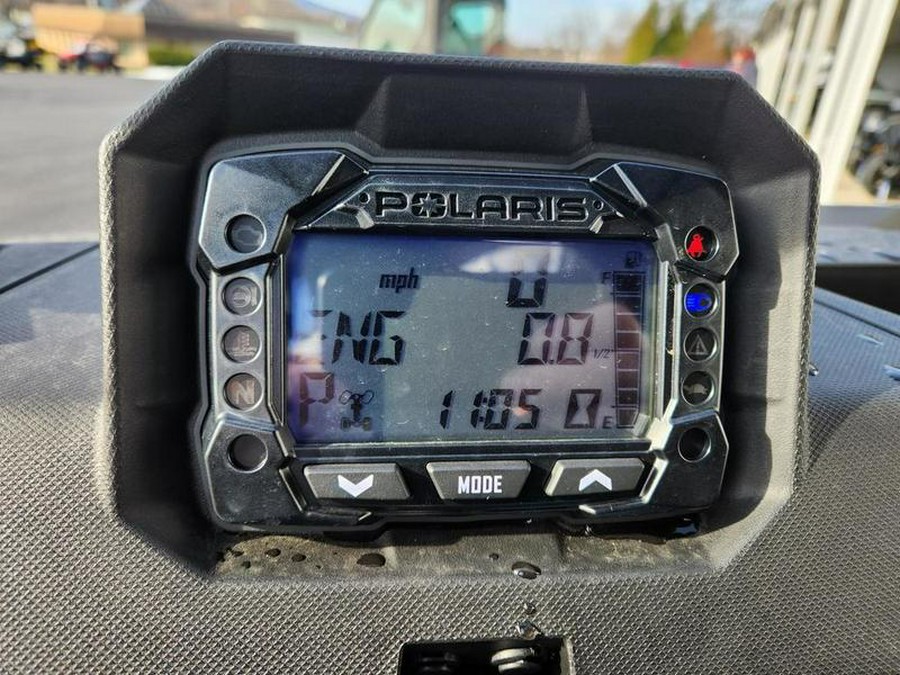 POLARIS
mph 0
F
ENG 0.8
1/2
N
P 11:05
E
MODE